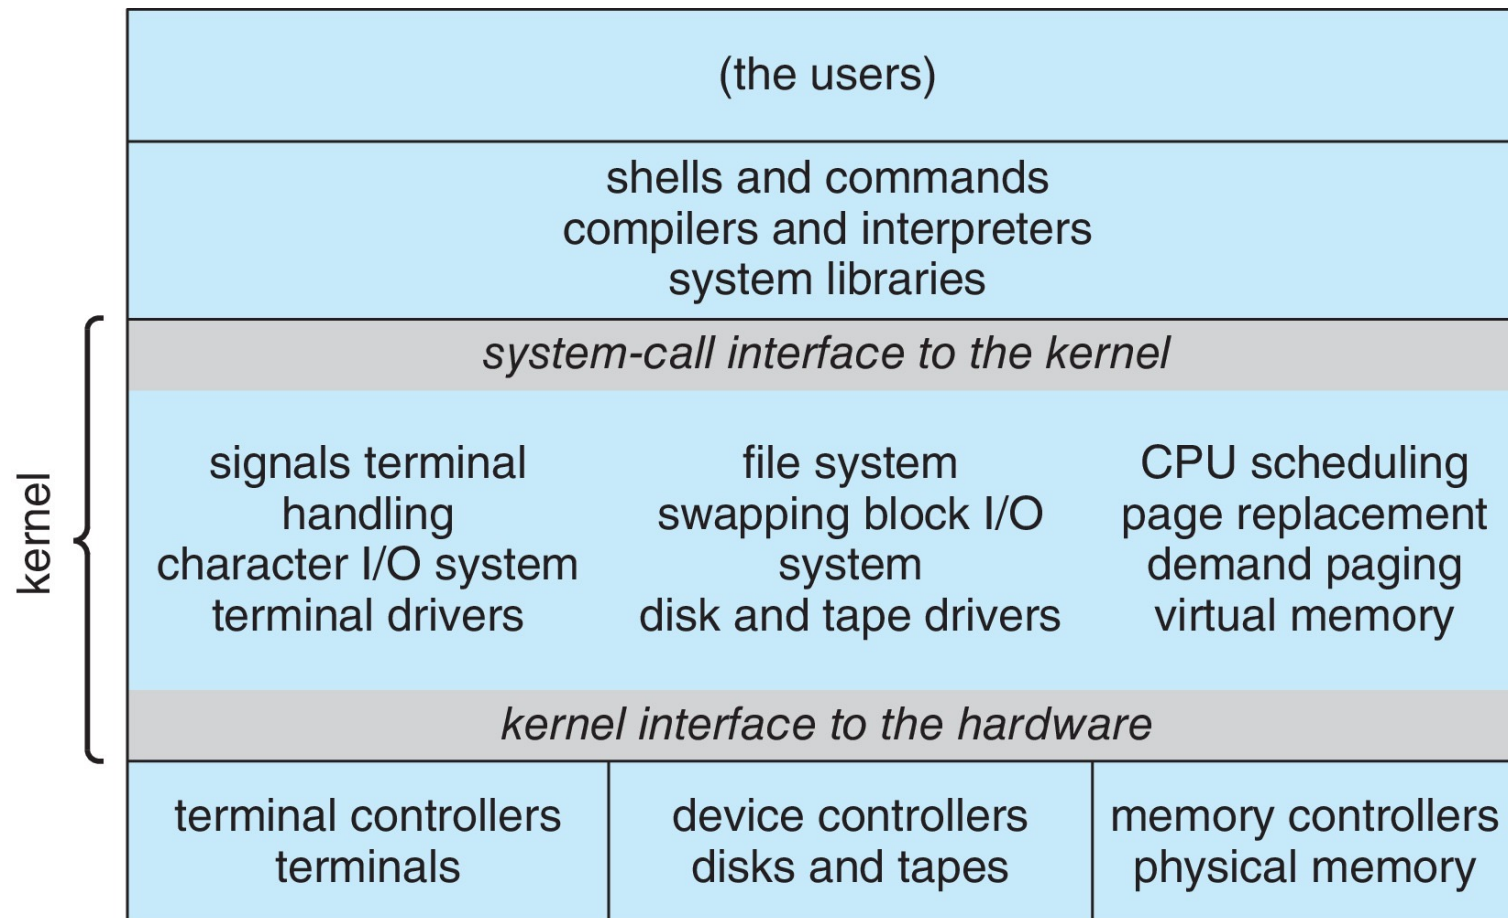 (the users)
shells and commands
compilers and interpreters
system libraries
system-call interface to the kernel
kernel
signals terminal
handling
character I/O system
terminal drivers
file system
swapping block I/O
system
disk and tape drivers
CPU scheduling
page replacement
demand paging
virtual memory
kernel interface to the hardware
terminal controllers
terminals
device controllers
disks and tapes
memory controllers
physical memory